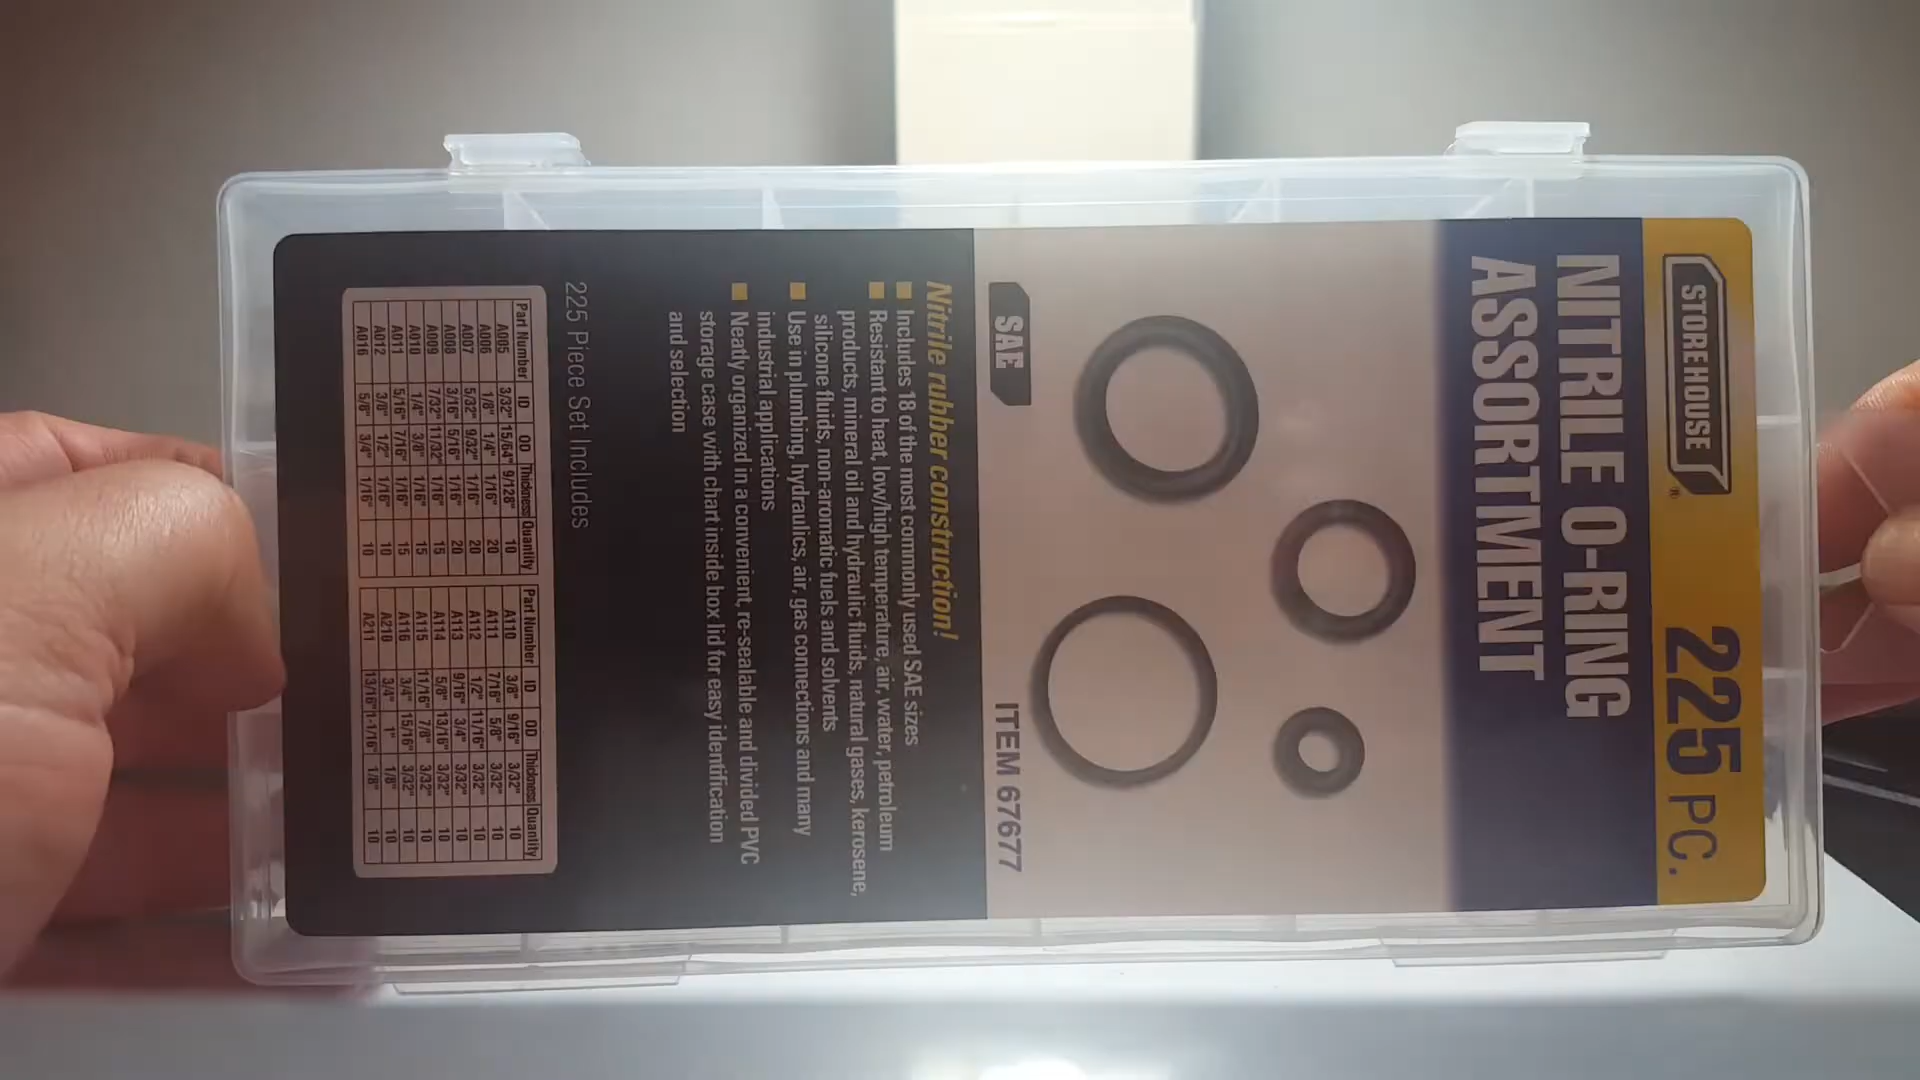 STOREHOUSE ®
225 PC.
NITRILE O-RING
ASSORTMENT
SAE
ITEM 67677
Nitrile rubber construction!
Includes 18 of the most commonly used SAE sizes
Resistant to heat, low/high temperature, air, water, petroleum
products, mineral oil and hydraulic fluids, natural gases, kerosene,
silicone fluids, non-aromatic fuels and solvents
Use in plumbing, hydraulics, air, gas connections and many
industrial applications
Neatly organized in a convenient, re-sealable and divided PVC
storage case with chart inside box lid for easy identification
and selection
225 Piece Set Includes
Part Number ID OD Thickness Quantity
A005 3/32" 15/64" 9/128" 10
A006 1/8" 1/4" 1/16" 20
A007 5/32" 9/32" 1/16" 20
A008 3/16" 5/16" 1/16" 20
A009 7/32" 11/32" 1/16" 15
A010 1/4" 3/8" 1/16" 15
A011 5/16" 7/16" 1/16" 15
A012 3/8" 1/2" 1/16" 10
A016 5/8" 3/4" 1/16" 10
Part Number ID OD Thickness Quantity
A110 3/8" 9/16" 3/32" 10
A111 7/16" 5/8" 3/32" 10
A112 1/2" 11/16" 3/32" 10
A113 9/16" 3/4" 3/32" 10
A114 5/8" 13/16" 3/32" 10
A115 11/16" 7/8" 3/32" 10
A116 3/4" 15/16" 3/32" 10
A210 3/4" 1" 1/8" 10
A211 13/16" 1-1/16" 1/8" 10